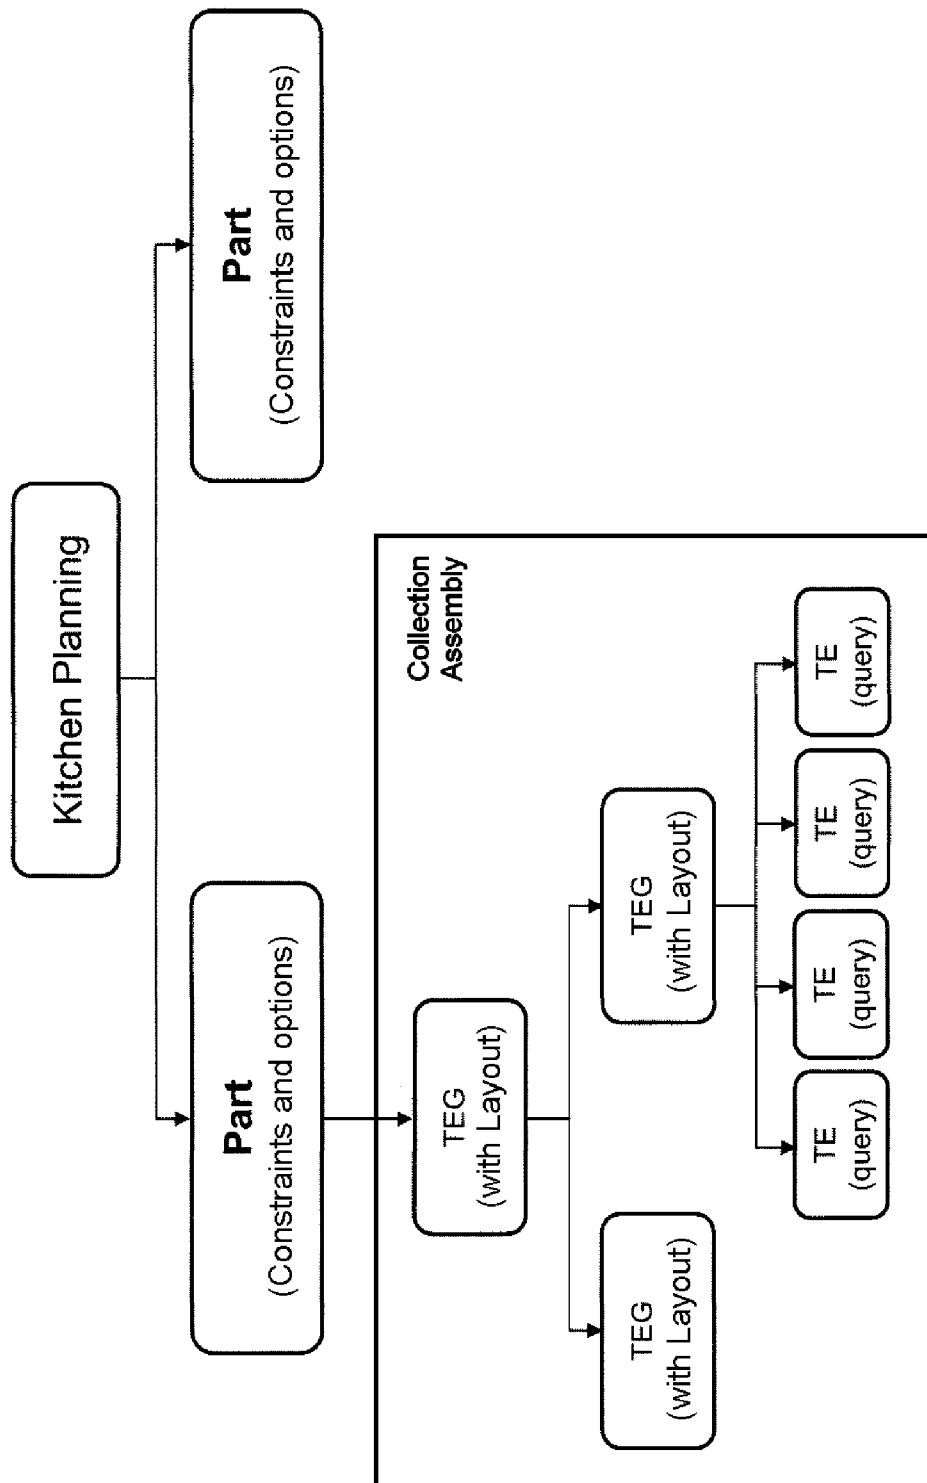 Kitchen Planning
Part
(Constraints and options)
Part
(Constraints and options)
Collection
Assembly
TEG
(with Layout)
TEG
(with Layout)
TEG
(with Layout)
TE
(query)
TE
(query)
TE
(query)
TE
(query)